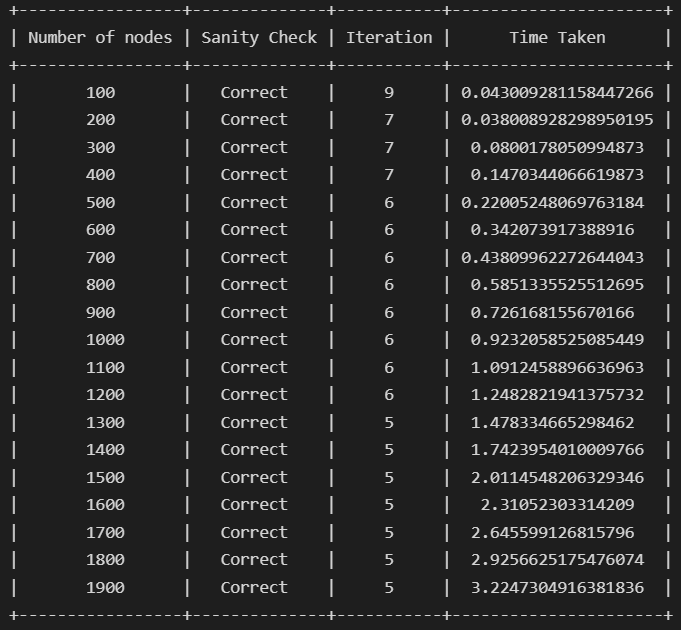 +-----------------+--------------+-----------+----------------------+
| Number of nodes | Sanity Check | Iteration |      Time Taken      |
+-----------------+--------------+-----------+----------------------+
|       100       |   Correct    |     9     | 0.043009281158447266 |
|       200       |   Correct    |     7     | 0.038008928298950195 |
|       300       |   Correct    |     7     |  0.0800178050994873  |
|       400       |   Correct    |     7     |  0.1470344066619873  |
|       500       |   Correct    |     6     | 0.22005248069763184  |
|       600       |   Correct    |     6     |  0.342073917388916   |
|       700       |   Correct    |     6     | 0.43809962272644043  |
|       800       |   Correct    |     6     |  0.5851335525512695  |
|       900       |   Correct    |     6     |  0.726168155670166   |
|       1000      |   Correct    |     6     |  0.9232058525085449  |
|       1100      |   Correct    |     6     |  1.0912458896636963  |
|       1200      |   Correct    |     6     |  1.2482821941375732  |
|       1300      |   Correct    |     5     |  1.478334665298462   |
|       1400      |   Correct    |     5     |  1.7423954010009766  |
|       1500      |   Correct    |     5     |  2.0114548206329346  |
|       1600      |   Correct    |     5     |   2.31052303314209   |
|       1700      |   Correct    |     5     |  2.645599126815796   |
|       1800      |   Correct    |     5     |  2.9256625175476074  |
|       1900      |   Correct    |     5     |  3.2247304916381836  |
+-----------------+--------------+-----------+----------------------+